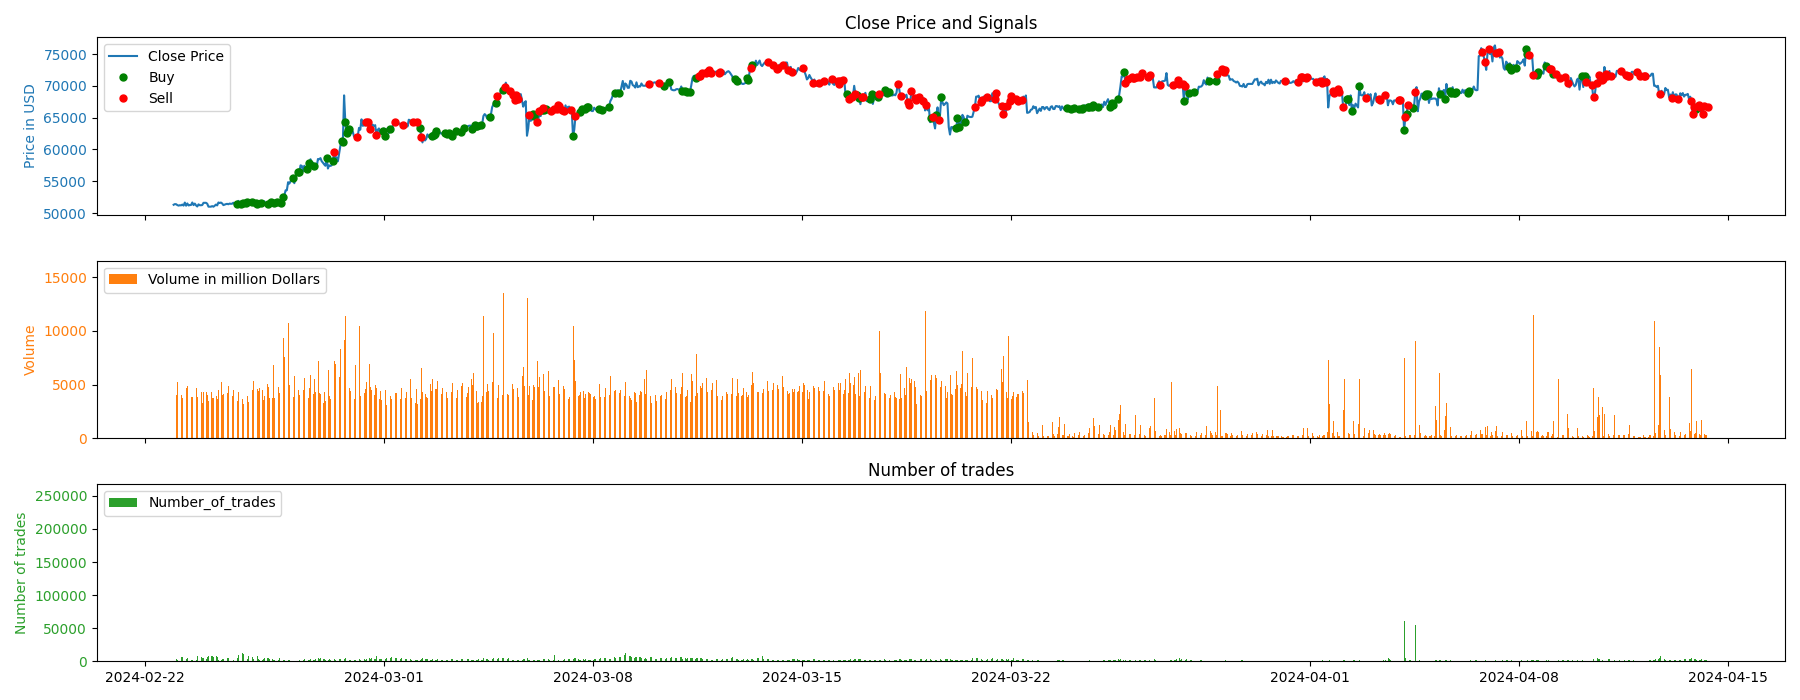 Close Price and Signals
Price in USD
75000
70000
65000
60000
55000
50000
Close Price
Buy
Sell
Volume
15000
10000
5000
0
Volume in million Dollars
Number of trades
Number of trades
250000
200000
150000
100000
50000
0
Number_of_trades
2024-02-22
2024-03-01
2024-03-08
2024-03-15
2024-03-22
2024-04-01
2024-04-08
2024-04-15